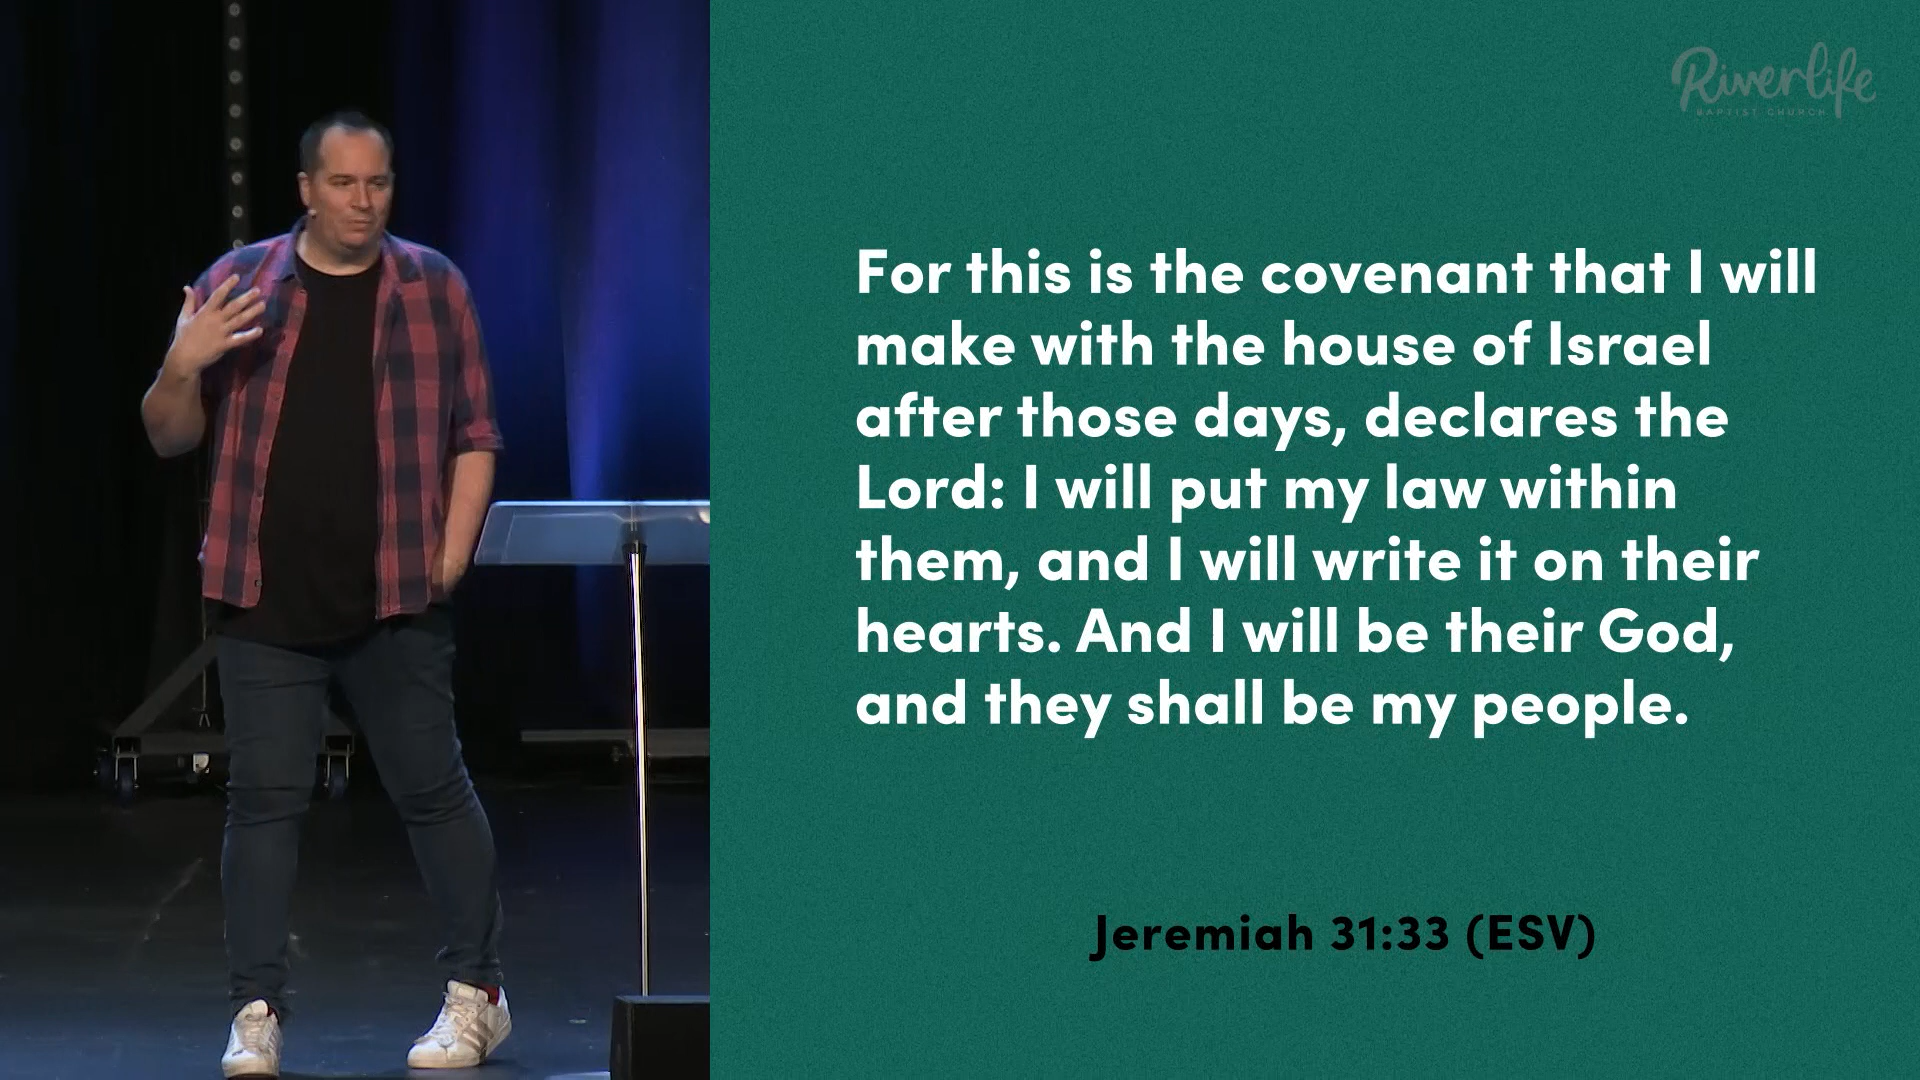 Riverlife
BAPTIST CHURCH
For this is the covenant that I will
make with the house of Israel
after those days, declares the
Lord: I will put my law within
them, and I will write it on their
hearts. And I will be their God,
and they shall be my people.
Jeremiah 31:33 (ESV)